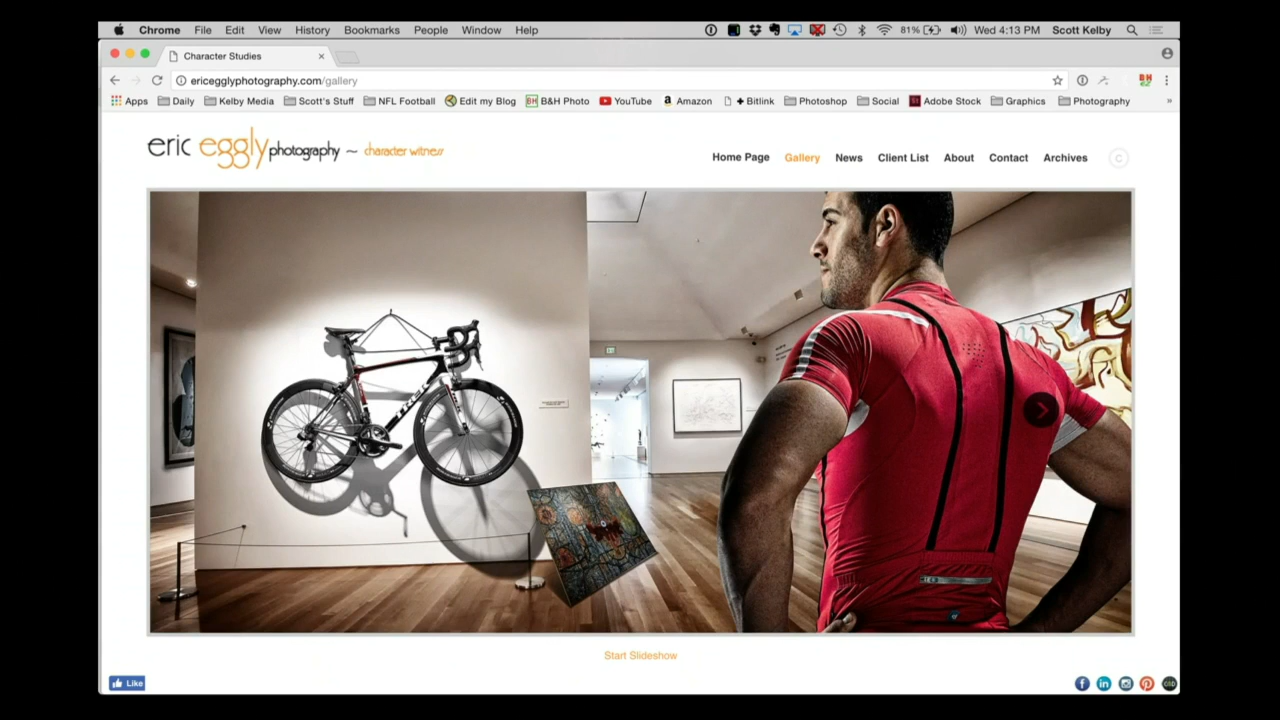 Chrome File Edit View History Bookmarks People Window Help 81% Wed 4:13 PM Scott Kelby
Character Studies
ericegglyphotography.com/gallery
Apps Daily Kelby Media Scott's Stuff NFL Football Edit my Blog B&H Photo YouTube Amazon + Bitlink Photoshop Social Adobe Stock Graphics Photography »
eric egglyphotography ~ character witness
Home Page Gallery News Client List About Contact Archives C
TREK
Start Slideshow
Like